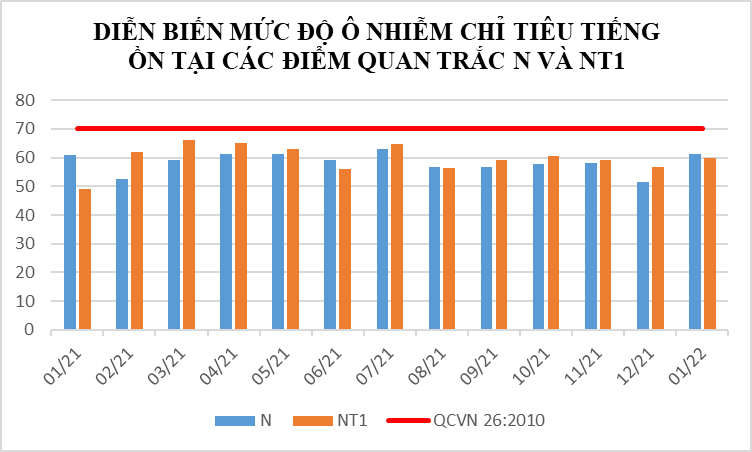 DIỄN BIẾN MỨC ĐỘ Ô NHIỄM CHỈ TIÊU TIẾNG
ỒN TẠI CÁC ĐIỂM QUAN TRẮC N VÀ NT1
80
70
60
50
40
30
20
10
0
01/21 02/21 03/21 04/21 05/21 06/21 07/21 08/21 09/21 10/21 11/21 12/21 01/22
N NT1 QCVN 26:2010